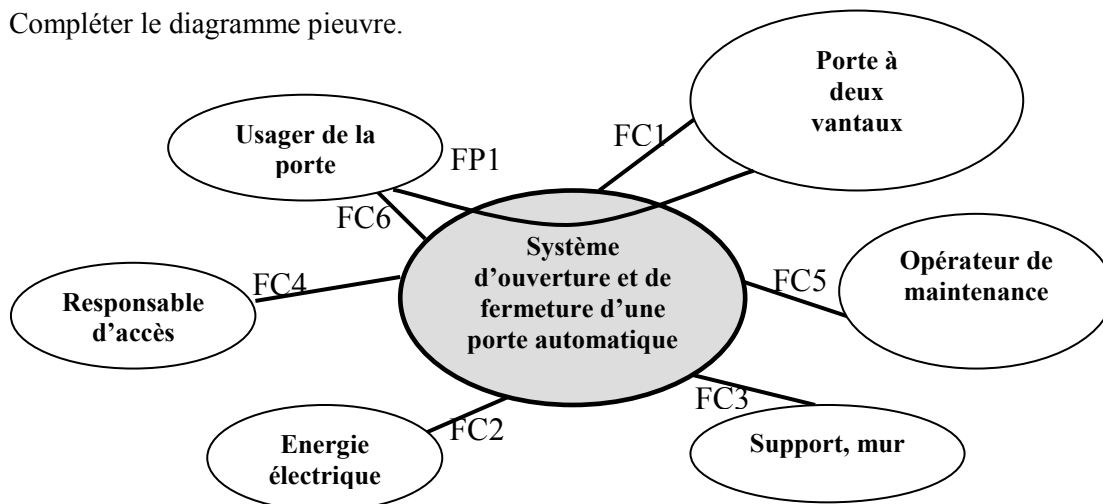 Compléter le diagramme pieuvre.
Porte à
deux
vantaux
Usager de la
porte
FC1
FP1
FC6
Système
d’ouverture et de
fermeture d’une
porte automatique
Opérateur de
maintenance
FC5
FC4
Responsable
d’accès
FC3
FC2
Energie
électrique
Support, mur